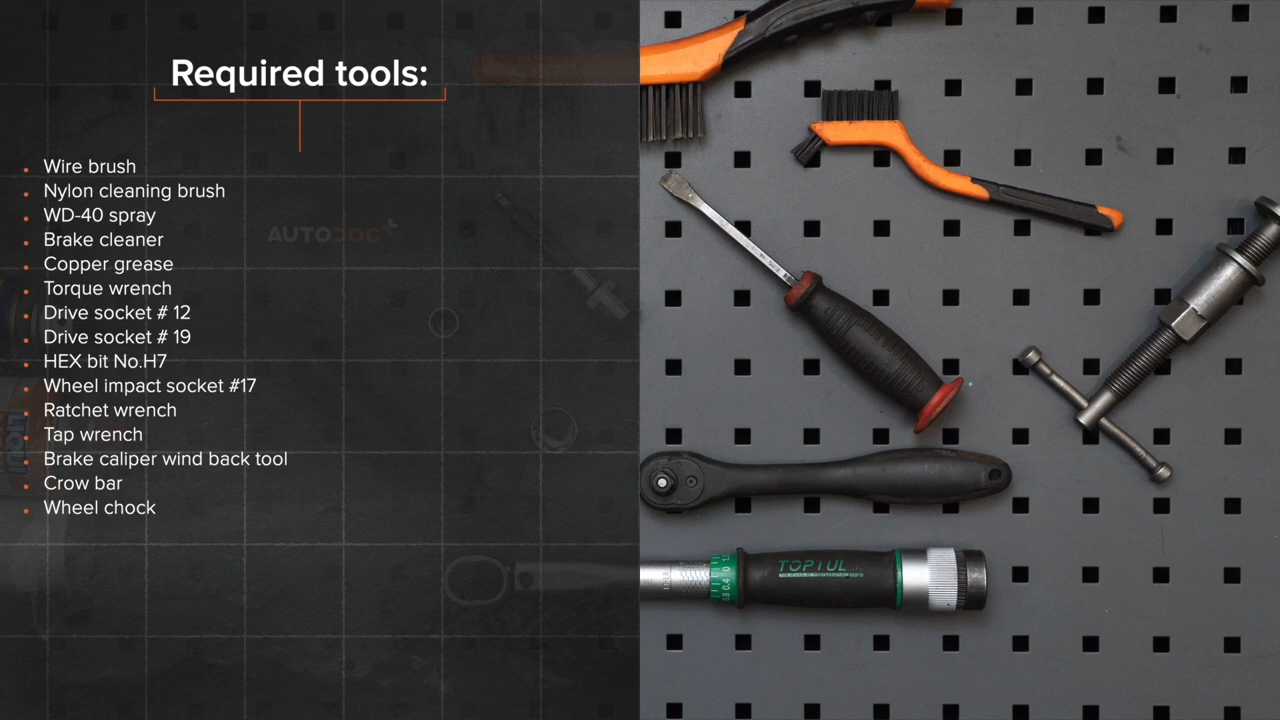 Required tools:
Wire brush
Nylon cleaning brush
WD-40 spray
Brake cleaner
Copper grease
Torque wrench
Drive socket # 12
Drive socket # 19
HEX bit No.H7
Wheel impact socket #17
Ratchet wrench
Tap wrench
Brake caliper wind back tool
Crow bar
Wheel chock
AUTODOC
TOPTUL